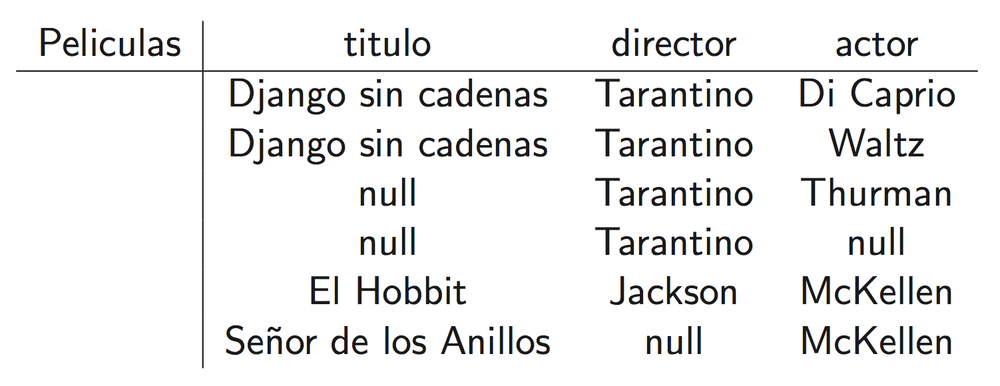 Peliculas titulo director actor
Django sin cadenas Tarantino Di Caprio
Django sin cadenas Tarantino Waltz
null Tarantino Thurman
null Tarantino null
El Hobbit Jackson McKellen
Señor de los Anillos null McKellen